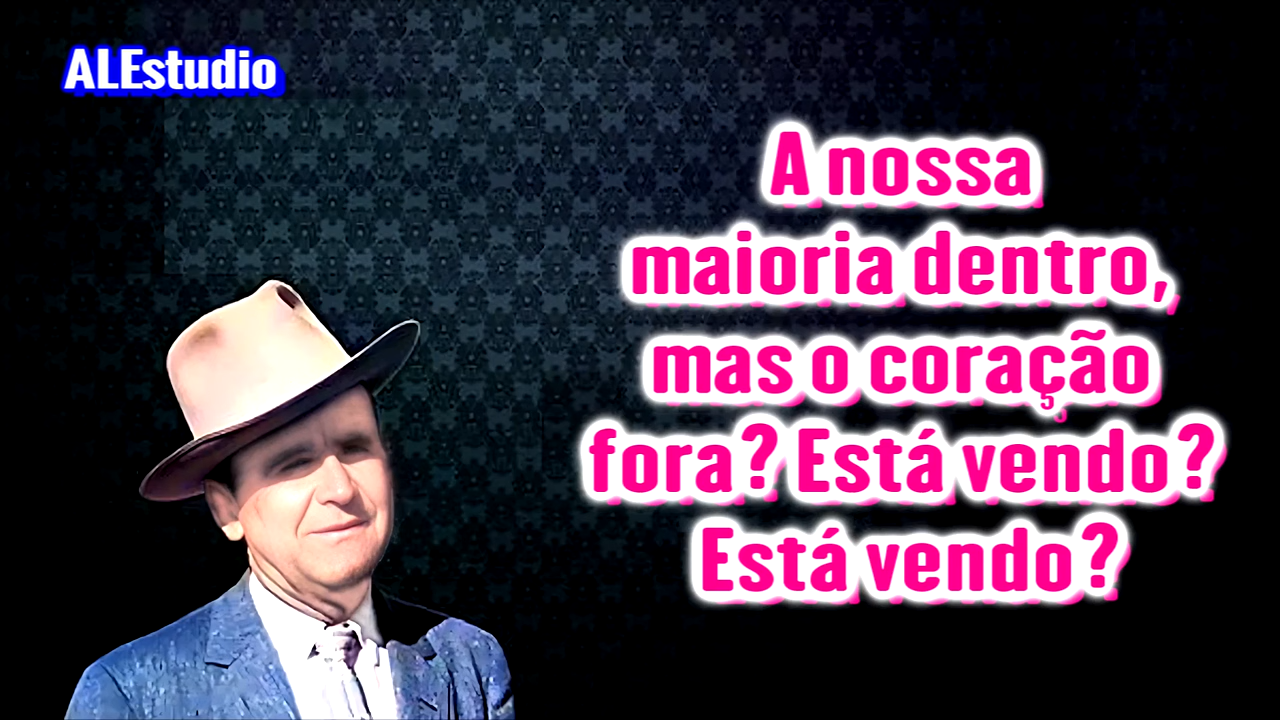 ALEstudio
A nossa
maioria dentro,
mas o coração
fora? Está vendo?
Está vendo?